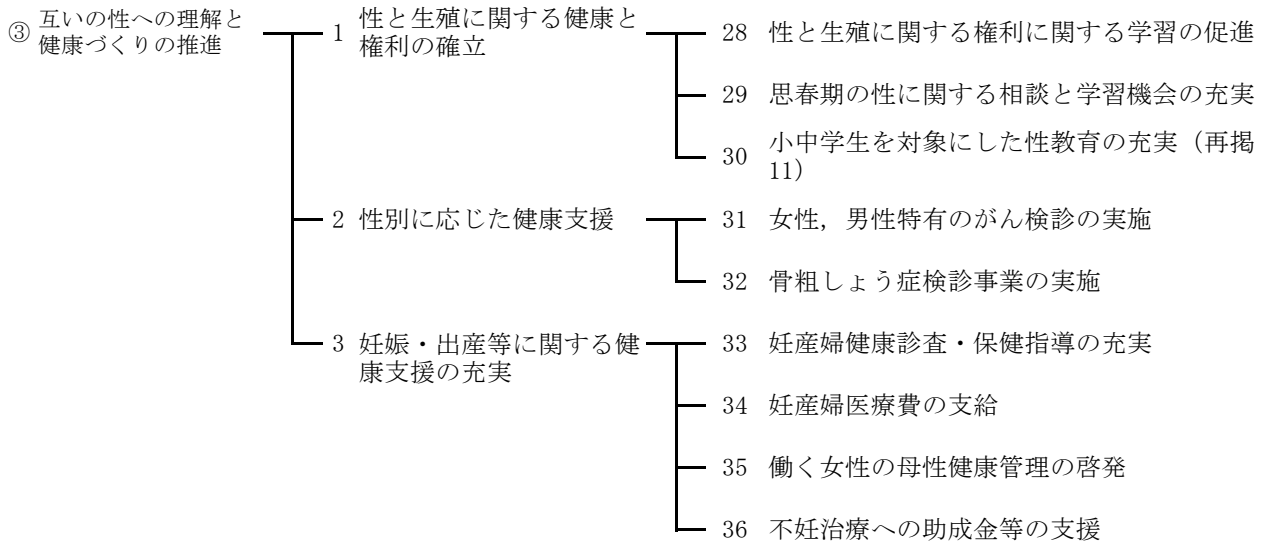 ③ 互いの性への理解と
健康づくりの推進
1 性と生殖に関する健康と
権利の確立
28 性と生殖に関する権利に関する学習の促進
29 思春期の性に関する相談と学習機会の充実
30 小中学生を対象にした性教育の充実（再掲
11）
2 性別に応じた健康支援
31 女性，男性特有のがん検診の実施
32 骨粗しょう症検診事業の実施
3 妊娠・出産等に関する健
康支援の充実
33 妊産婦健康診査・保健指導の充実
34 妊産婦医療費の支給
35 働く女性の母性健康管理の啓発
36 不妊治療への助成金等の支援